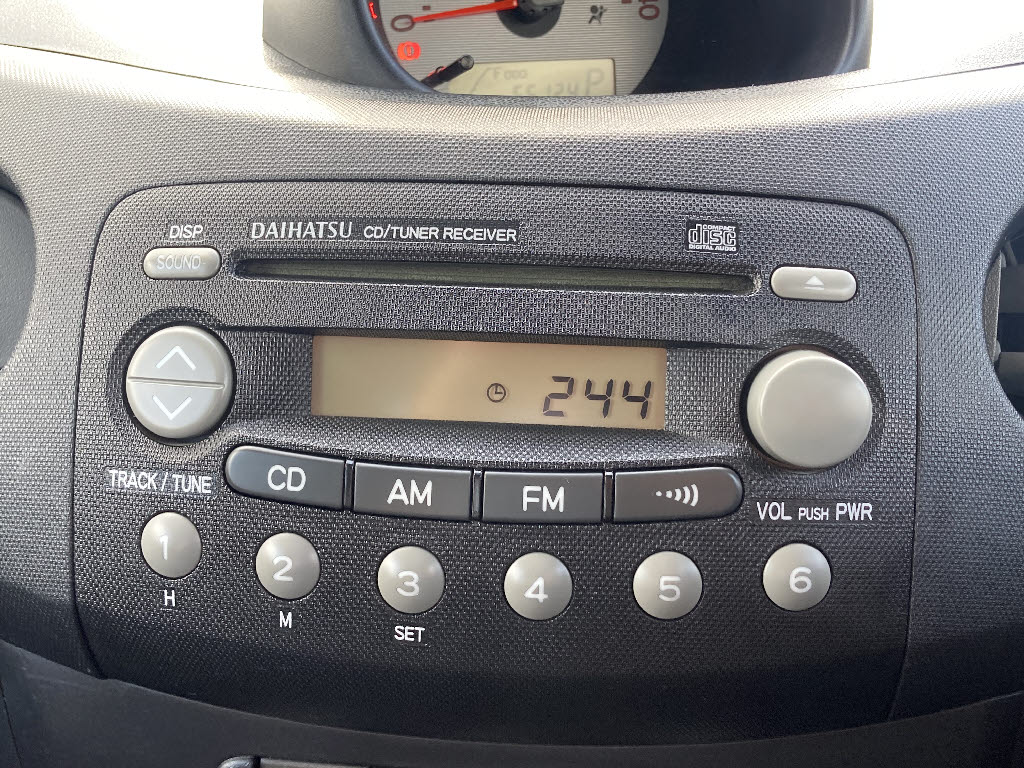 0
F
P
DISP
SOUND
DAIHATSU CD/TUNER RECEIVER
COMPACT
disc
DIGITAL AUDIO
244
TRACK / TUNE
CD
AM
FM
VOL PUSH PWR
1
2
3
4
5
6
H
M
SET